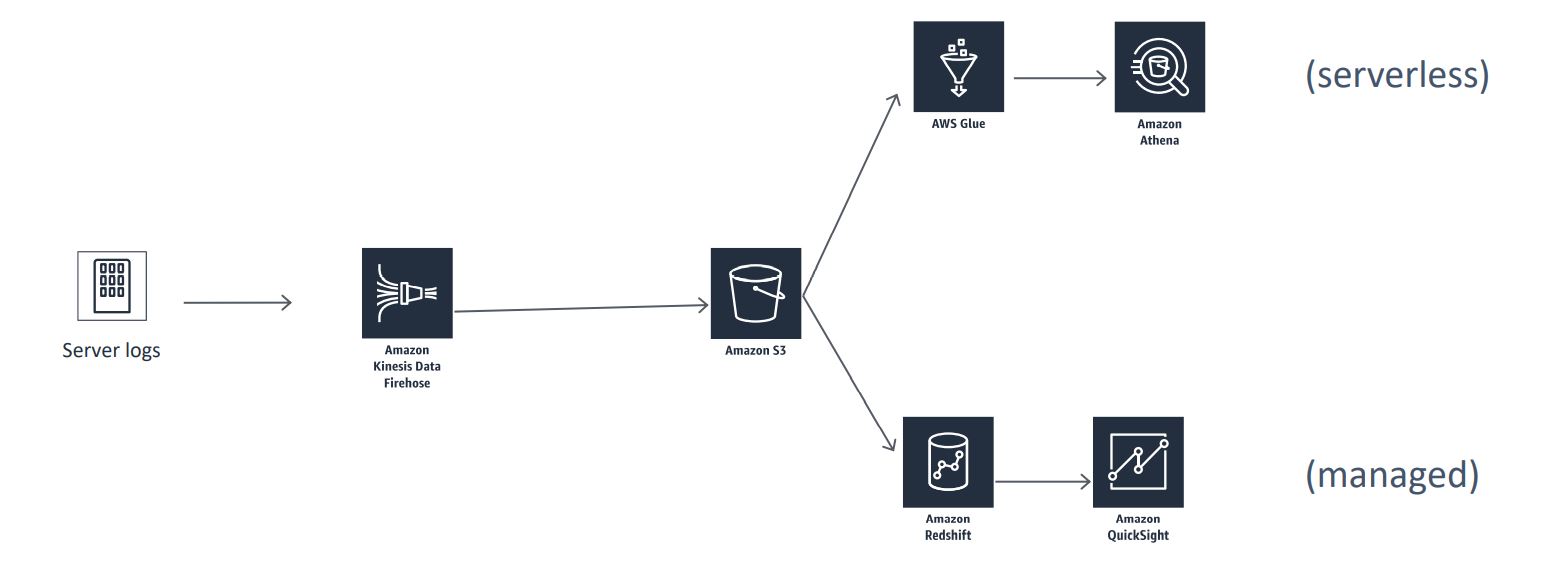 AWS Glue
Amazon
Athena
(serverless)
Server logs
Amazon
Kinesis Data
Firehose
Amazon S3
Amazon
Redshift
Amazon
QuickSight
(managed)